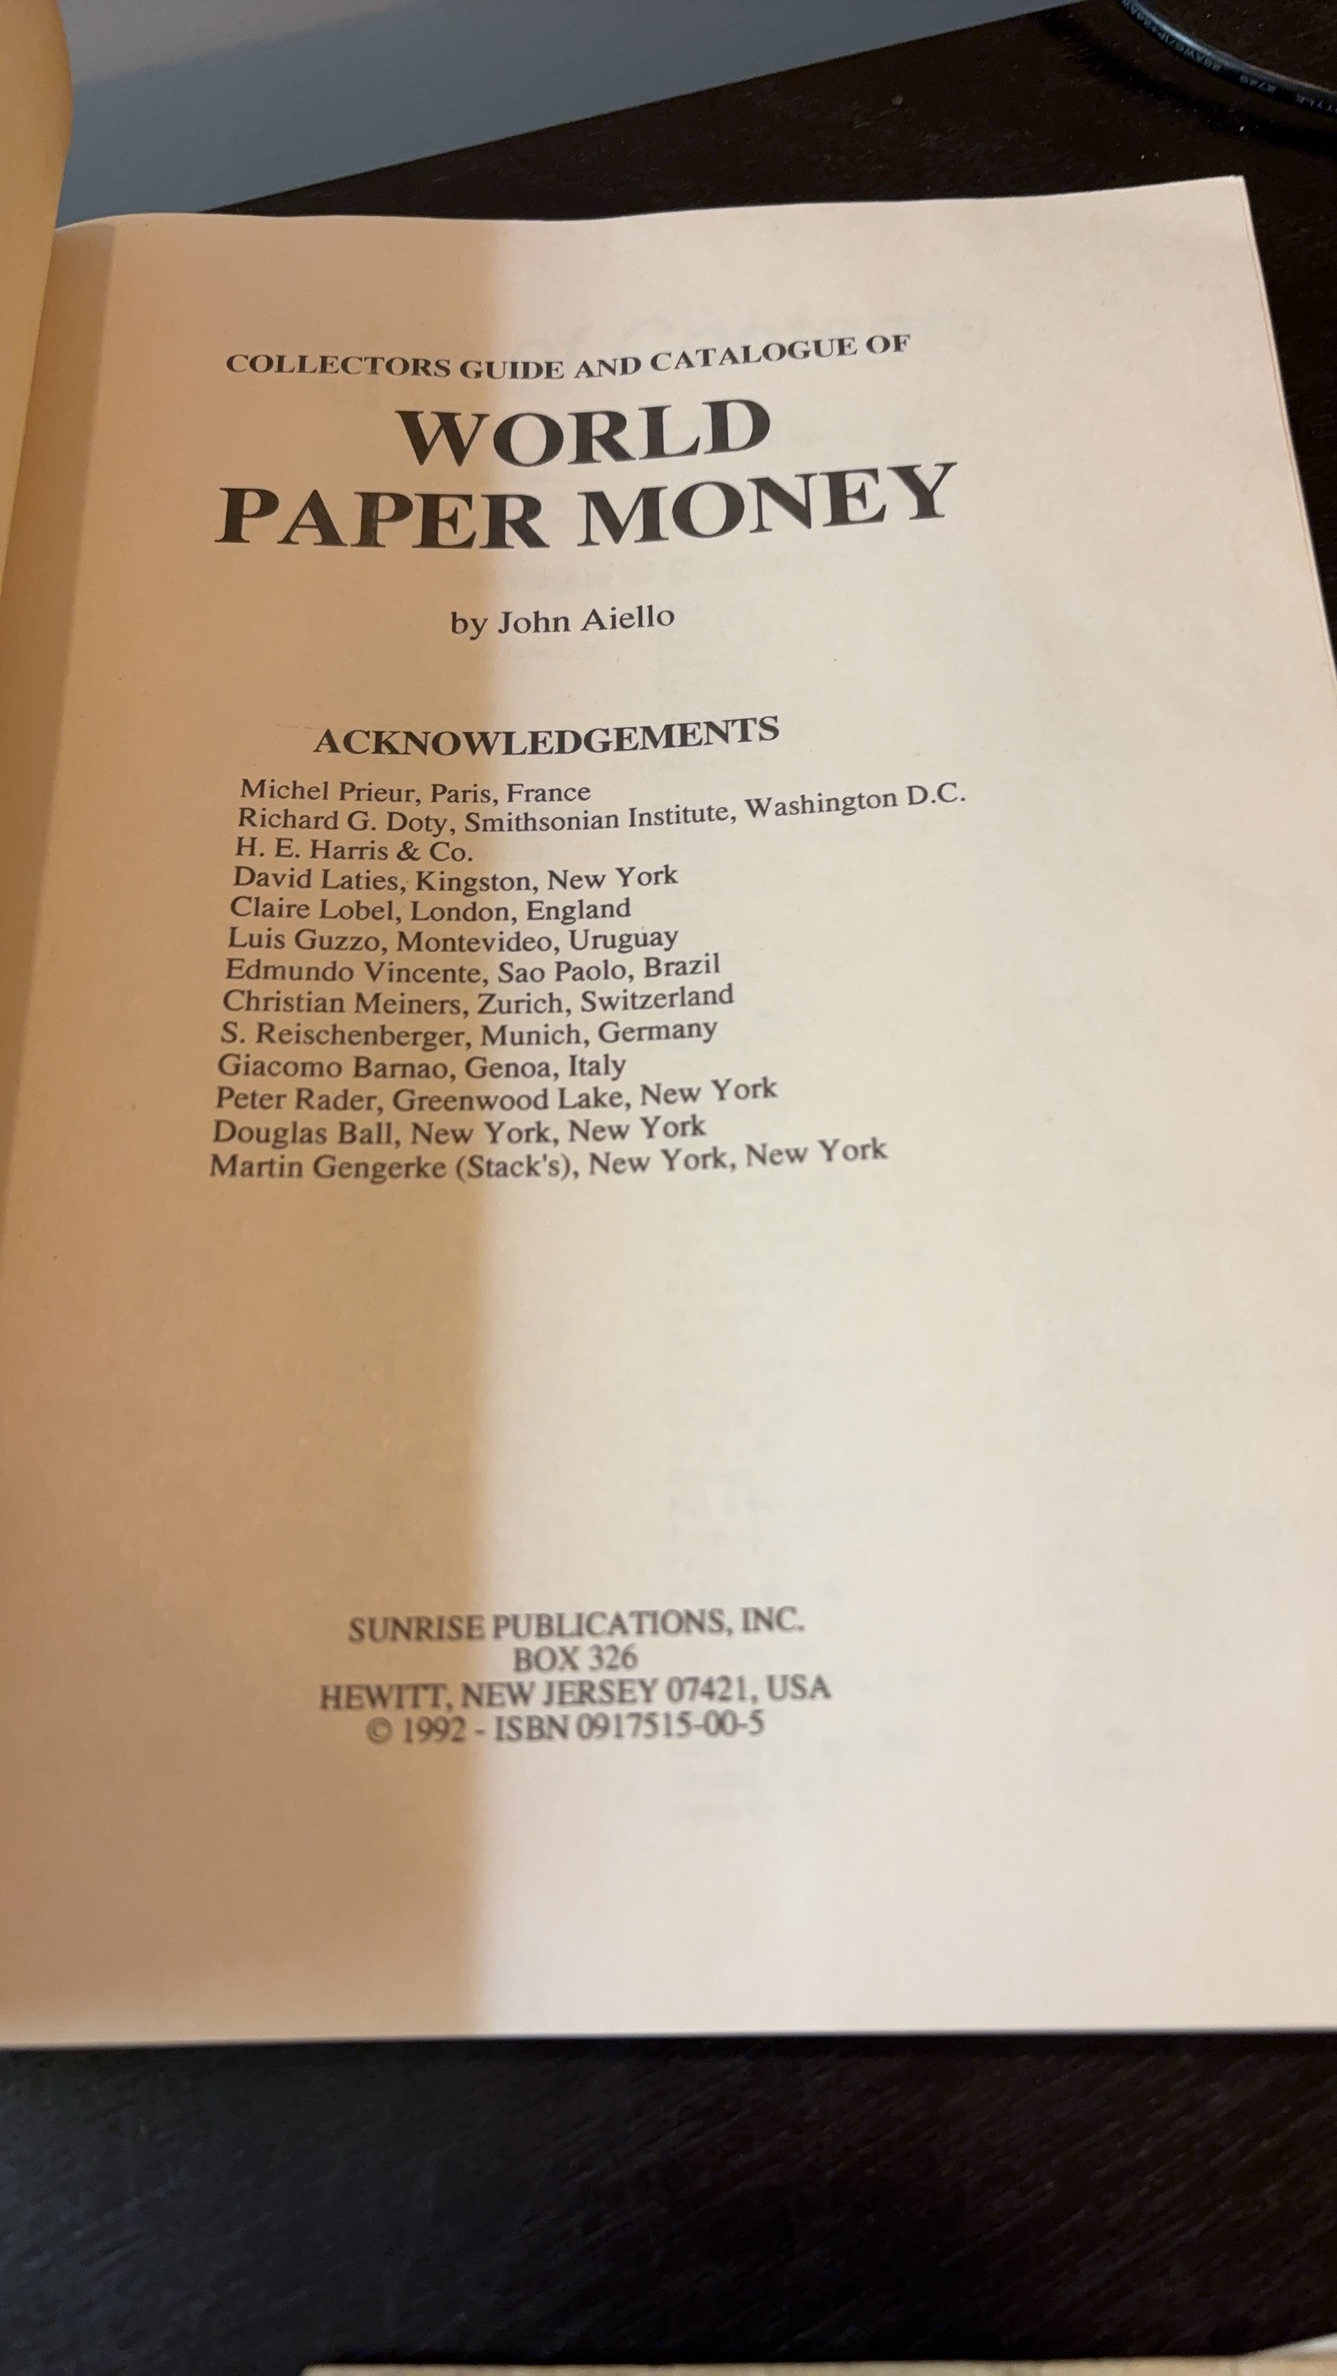 COLLECTORS GUIDE AND CATALOGUE OF
WORLD
PAPER MONEY
by John Aiello
ACKNOWLEDGEMENTS
Michel Prieur, Paris, France
Richard G. Doty, Smithsonian Institute, Washington D.C.
H. E. Harris & Co.
David Laties, Kingston, New York
Claire Lobel, London, England
Luis Guzzo, Montevideo, Uruguay
Edmundo Vincente, Sao Paolo, Brazil
Christian Meiners, Zurich, Switzerland
S. Reischenberger, Munich, Germany
Giacomo Barnao, Genoa, Italy
Peter Rader, Greenwood Lake, New York
Douglas Ball, New York, New York
Martin Gengerke (Stack's), New York, New York
SUNRISE PUBLICATIONS, INC.
BOX 326
HEWITT, NEW JERSEY 07421, USA
© 1992 - ISBN 0917515-00-5